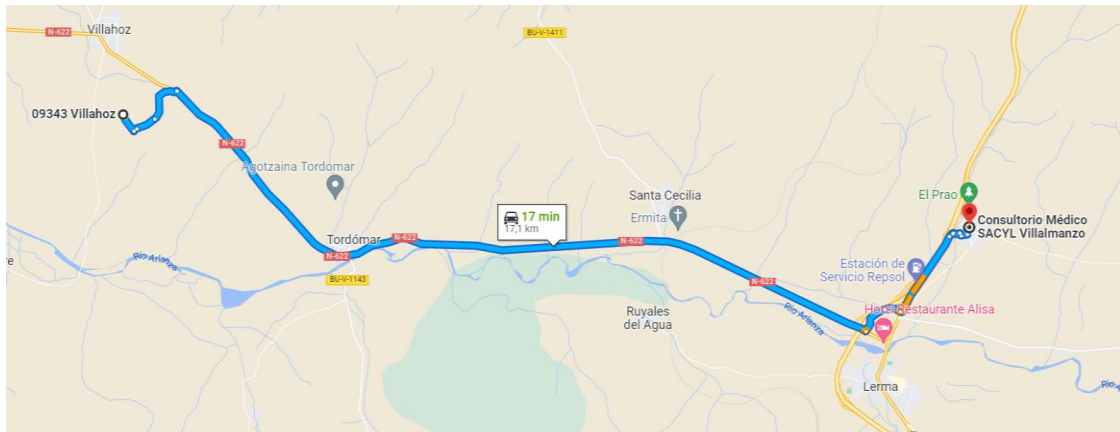 Villahoz
N-622
BU-V-1411
09343 Villahoz
N-622
Agotzaina Tordomar
Santa Cecilia
Ermita
El Prao
Consultorio Médico
SACYL Villalmanzo
17 min
17,1 km
Tordómar
N-622
N-622
N-622
Río Arlanza
re
BU-V-1143
Estación de
Servicio Repsol
N-622
Ruyales
del Agua
Río Arlanza
Hotel Restaurante Alisa
Lerma
Río A